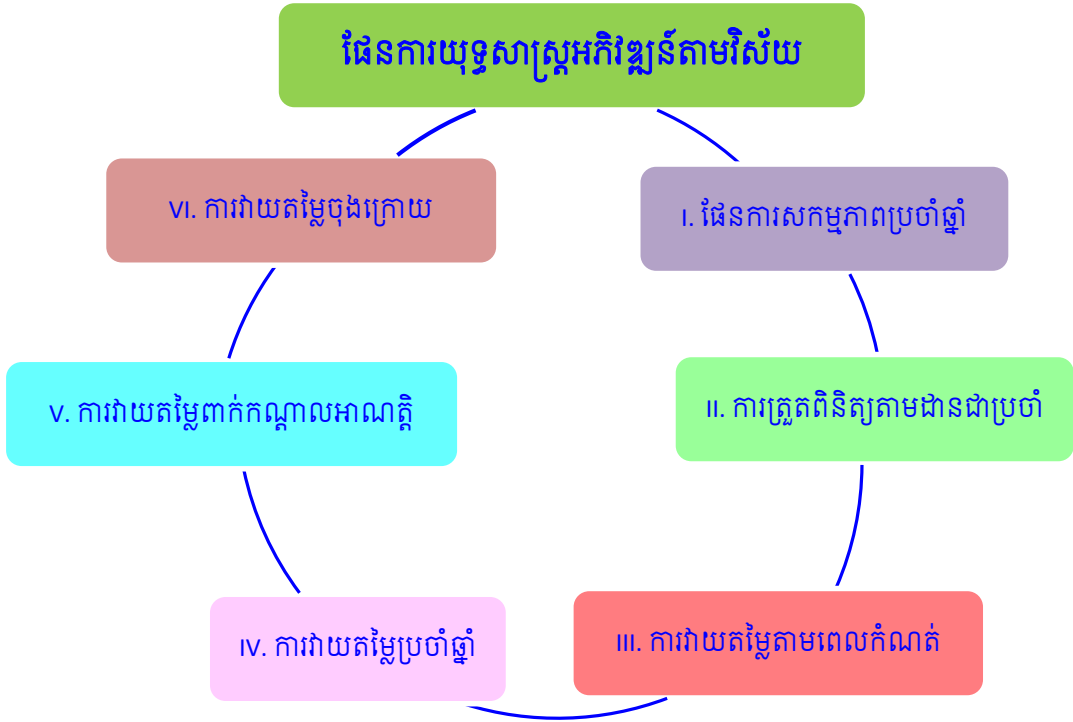 ផែនការយុទ្ធសាស្ត្រអភិវឌ្ឍន៍តាមវិស័យ
I. ផែនការសកម្មភាពប្រចាំឆ្នាំ
II. ការត្រួតពិនិត្យតាមដានជាប្រចាំ
III. ការវាយតម្លៃតាមពេលកំណត់
IV. ការវាយតម្លៃប្រចាំឆ្នាំ
V. ការវាយតម្លៃពាក់កណ្តាលអាណត្តិ
VI. ការវាយតម្លៃចុងក្រោយ